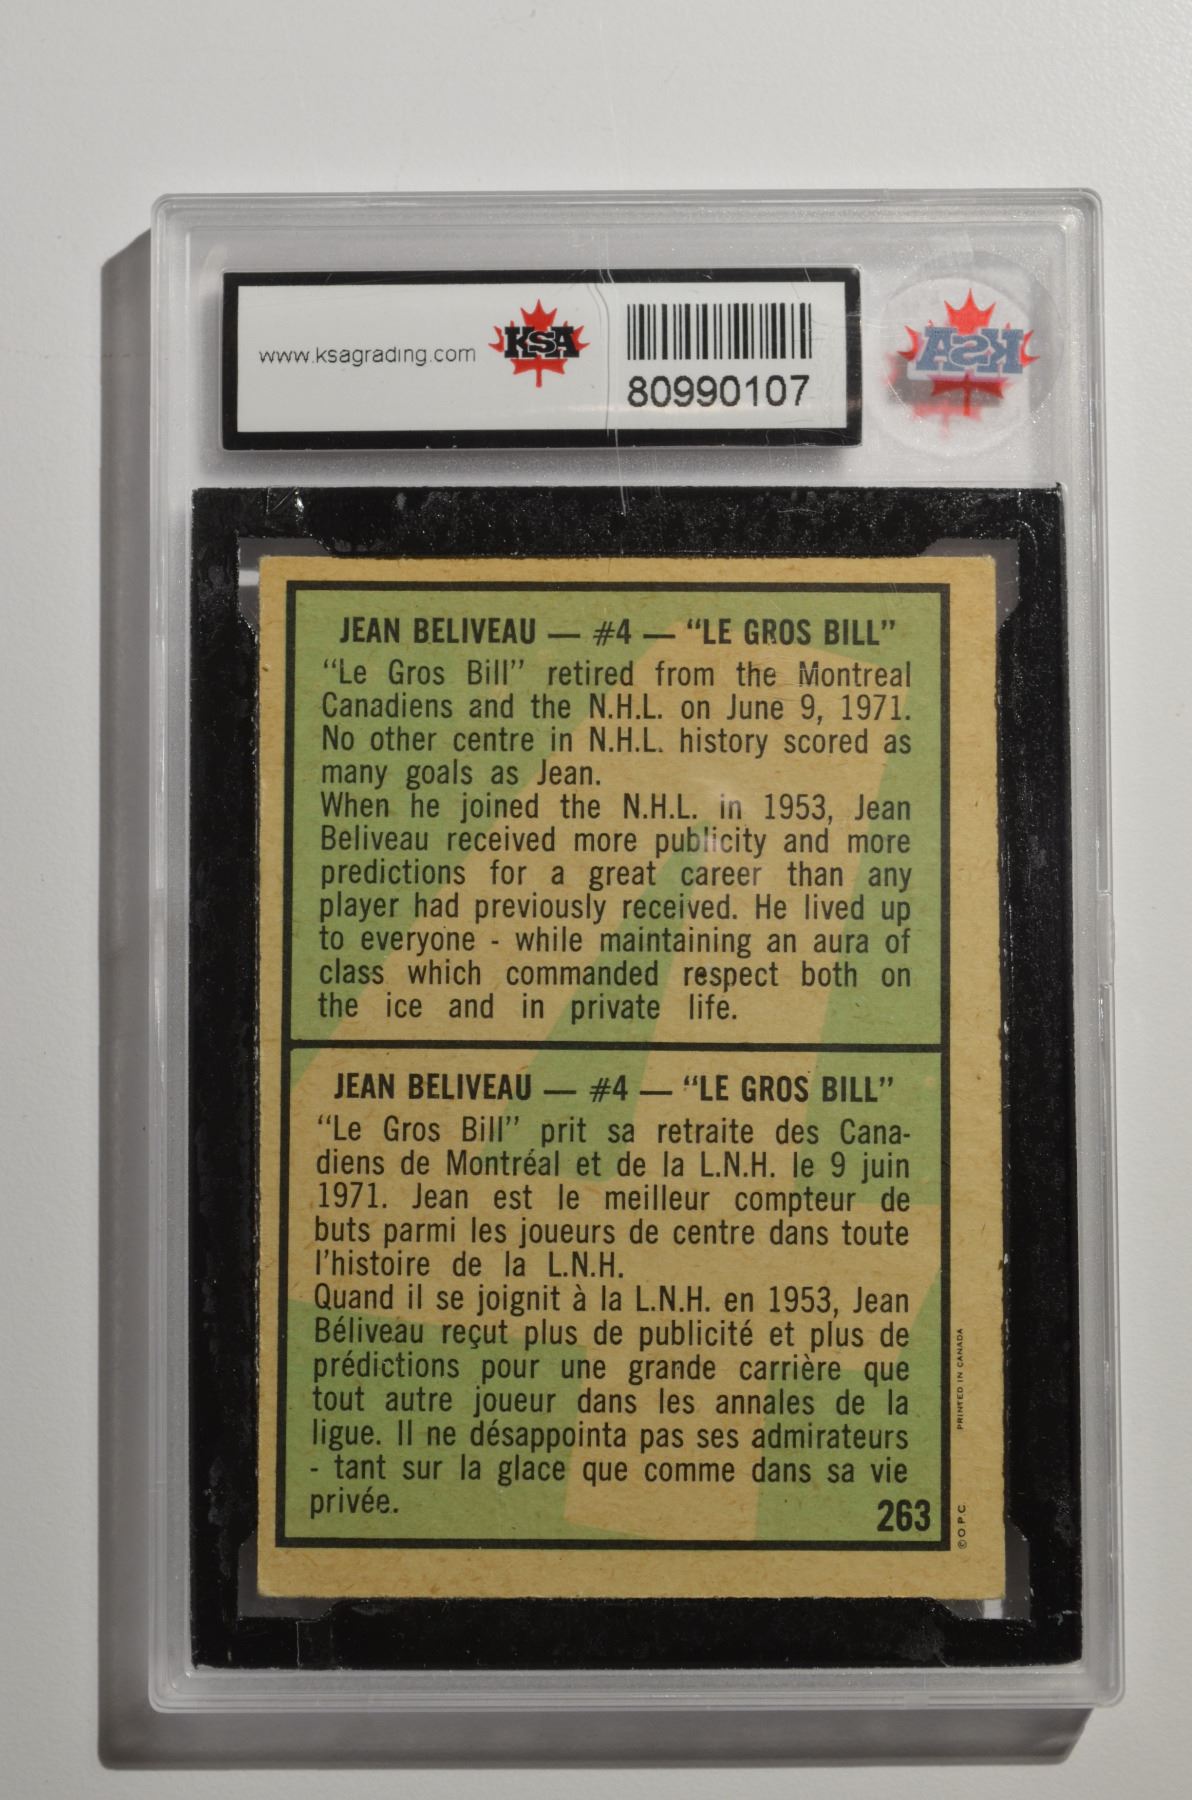 www.ksagrading.com
KSA
80990107
KSA
JEAN BELIVEAU — #4 — “LE GROS BILL”
“Le Gros Bill” retired from the Montreal
Canadiens and the N.H.L. on June 9, 1971.
No other centre in N.H.L. history scored as
many goals as Jean.
When he joined the N.H.L. in 1953, Jean
Beliveau received more publicity and more
predictions for a great career than any
player had previously received. He lived up
to everyone - while maintaining an aura of
class which commanded respect both on
the ice and in private life.
JEAN BELIVEAU — #4 — “LE GROS BILL”
“Le Gros Bill” prit sa retraite des Cana-
diens de Montréal et de la L.N.H. le 9 juin
1971. Jean est le meilleur compteur de
buts parmi les joueurs de centre dans toute
l'histoire de la L.N.H.
Quand il se joignit à la L.N.H. en 1953, Jean
Béliveau reçut plus de publicité et plus de
prédictions pour une grande carrière que
tout autre joueur dans les annales de la
ligue. Il ne désappointa pas ses admirateurs
- tant sur la glace que comme dans sa vie
privée.
263
©O.P.C.
PRINTED IN CANADA